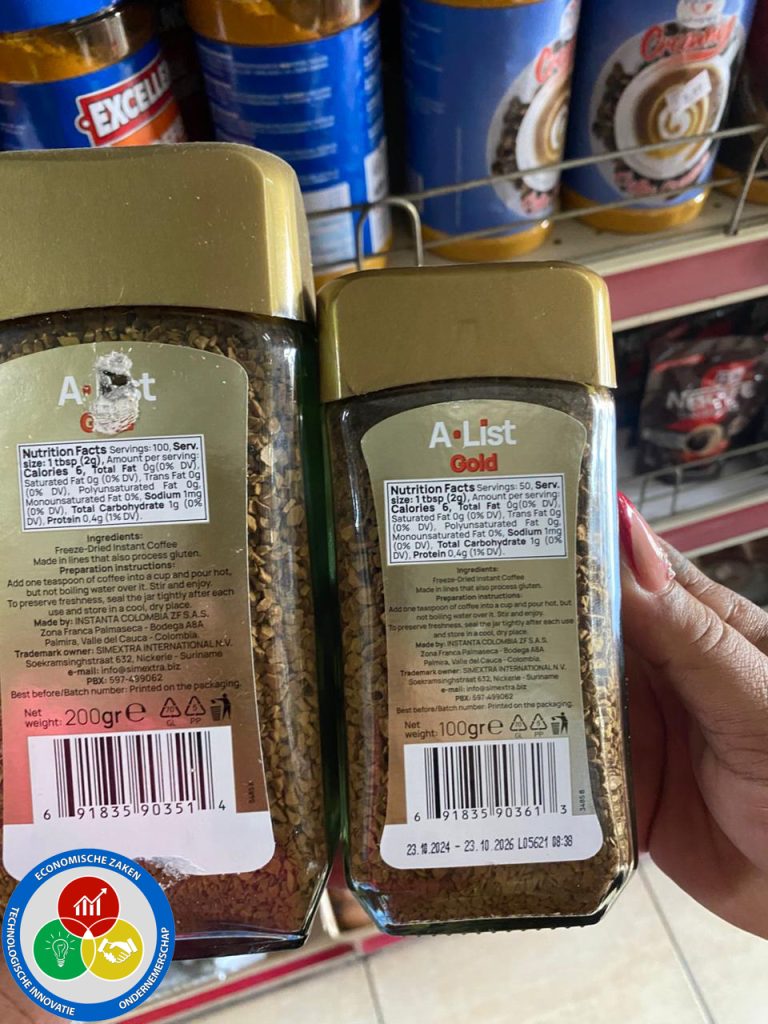 EXCELLE
Creamy
A•List
Nutrition Facts Servings: 100, Serv.
size: 1 tbsp (2g), Amount per serving:
Calories 6, Total Fat 0g(0% DV),
Saturated Fat 0g (0% DV), Trans Fat 0g
(0% DV), Polyunsaturated Fat 0g,
Monounsaturated Fat 0%, Sodium 1mg
(0% DV), Total Carbohydrate 1g (0%
DV), Protein 0,4g (1% DV).
Ingredients:
Freeze-Dried Instant Coffee
Made in lines that also process gluten.
Preparation instructions:
Add one teaspoon of coffee into a cup and pour hot,
but not boiling water over it. Stir and enjoy.
To preserve freshness, seal the jar tightly after each
use and store in a cool, dry place.
Made by: INSTANTA COLOMBIA ZF S.A.S.
Zona Franca Palmaseca - Bodega A8A
Palmira, Valle del Cauca - Colombia.
Trademark owner: SIMEXTRA INTERNATIONAL N.V.
Soekramsinghstraat 632, Nickerie - Suriname
e-mail: info@simextra.biz
PBX: 597-499062
Best before/Batch number: Printed on the packaging.
Net weight: 200gr e
70 GL 5 PP
6 91835 90351 4
A•List
Gold
Nutrition Facts Servings: 50, Serv.
size: 1 tbsp (2g), Amount per serving:
Calories 6, Total Fat 0g(0% DV),
Saturated Fat 0g (0% DV), Trans Fat 0g
(0% DV), Polyunsaturated Fat 0g,
Monounsaturated Fat 0%, Sodium 1mg
(0% DV), Total Carbohydrate 1g (0%
DV), Protein 0,4g (1% DV).
Ingredients:
Freeze-Dried Instant Coffee
Made in lines that also process gluten.
Preparation instructions:
Add one teaspoon of coffee into a cup and pour hot, but
not boiling water over it. Stir and enjoy.
To preserve freshness, seal the jar tightly after each use
and store in a cool, dry place.
Made by: INSTANTA COLOMBIA ZF S.A.S.
Zona Franca Palmaseca - Bodega A8A
Palmira, Valle del Cauca - Colombia.
Trademark owner: SIMEXTRA INTERNATIONAL N.V.
Soekramsinghstraat 632, Nickerie - Suriname
e-mail: info@simextra.biz
PBX: 597-499062
Best before/Batch number: Printed on the packaging.
Net weight: 100gr e
GL PP
6 91835 90361 3
3485 B
23.10.2024 - 23.10.2026 L05621 08:38
ECONOMISCHE ZAKEN
TECHNOLOGISCHE INNOVATIE
ONDERNEMERSCHAP